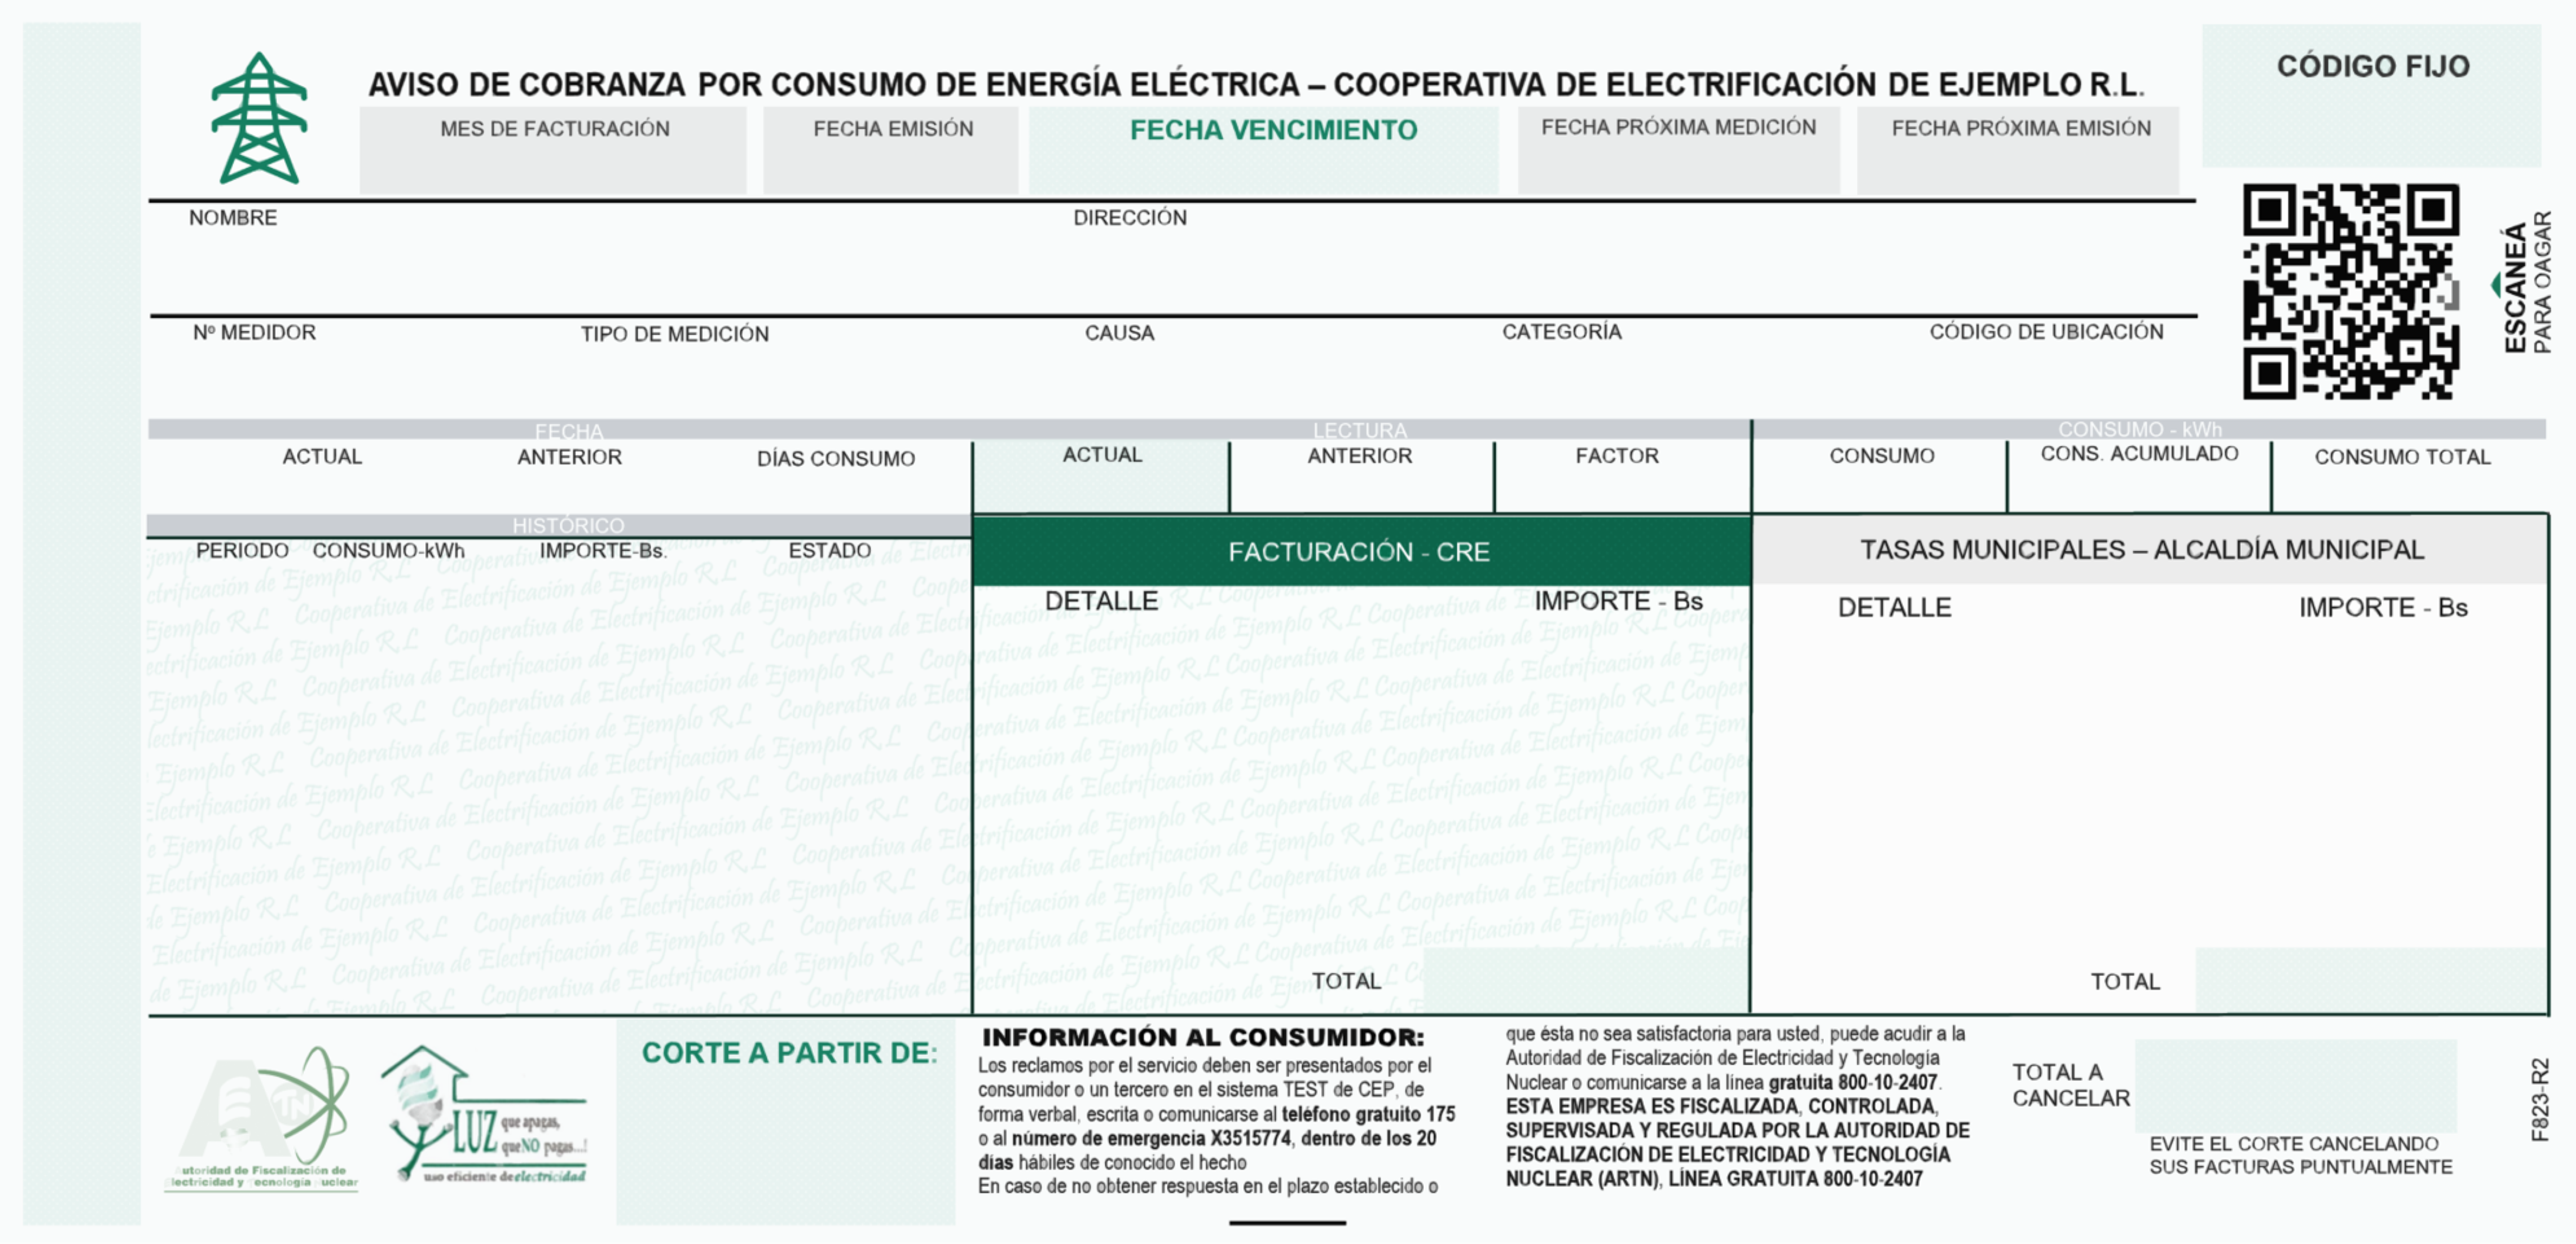 AVISO DE COBRANZA POR CONSUMO DE ENERGÍA ELÉCTRICA – COOPERATIVA DE ELECTRIFICACIÓN DE EJEMPLO R.L.
CÓDIGO FIJO
MES DE FACTURACIÓN
FECHA EMISIÓN
FECHA VENCIMIENTO
FECHA PRÓXIMA MEDICIÓN
FECHA PRÓXIMA EMISIÓN
NOMBRE
DIRECCIÓN
ESCANEÁ
PARA OAGAR
Nº MEDIDOR
TIPO DE MEDICIÓN
CAUSA
CATEGORÍA
CÓDIGO DE UBICACIÓN
FECHA
LECTURA
CONSUMO - kWh
ACTUAL
ANTERIOR
DÍAS CONSUMO
ACTUAL
ANTERIOR
FACTOR
CONSUMO
CONS. ACUMULADO
CONSUMO TOTAL
HISTÓRICO
PERIODO
CONSUMO-kWh
IMPORTE-Bs.
ESTADO
FACTURACIÓN - CRE
TASAS MUNICIPALES – ALCALDÍA MUNICIPAL
DETALLE
IMPORTE - Bs
DETALLE
IMPORTE - Bs
Cooperativa de Electrificación de Ejemplo R.L
TOTAL
TOTAL
utoridad de Fiscalización de
lectricidad y ecnología uclear
LUZ que apagas,
que NO pagas...!
uso eficiente de electricidad
CORTE A PARTIR DE:
INFORMACIÓN AL CONSUMIDOR:
Los reclamos por el servicio deben ser presentados por el
consumidor o un tercero en el sistema TEST de CEP, de
forma verbal, escrita o comunicarse al teléfono gratuito 175
o al número de emergencia X3515774, dentro de los 20
días hábiles de conocido el hecho
En caso de no obtener respuesta en el plazo establecido o
que ésta no sea satisfactoria para usted, puede acudir a la
Autoridad de Fiscalización de Electricidad y Tecnología
Nuclear o comunicarse a la línea gratuita 800-10-2407.
ESTA EMPRESA ES FISCALIZADA, CONTROLADA,
SUPERVISADA Y REGULADA POR LA AUTORIDAD DE
FISCALIZACIÓN DE ELECTRICIDAD Y TECNOLOGÍA
NUCLEAR (ARTN), LÍNEA GRATUITA 800-10-2407
TOTAL A
CANCELAR
EVITE EL CORTE CANCELANDO
SUS FACTURAS PUNTUALMENTE
F823-R2